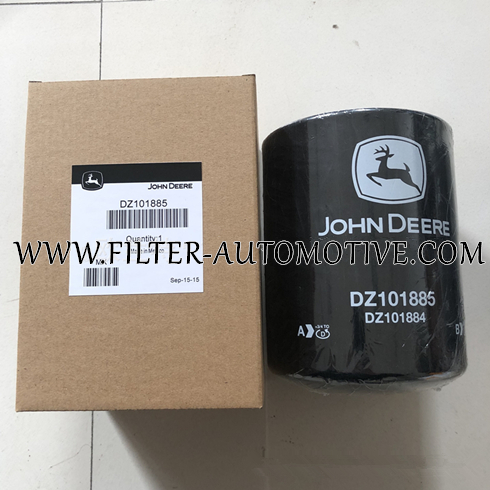 JOHN DEERE
DZ101885
Quantity:1
Sep-15-15
WWW.FILTER-AUTOMOTIVE.COM
JOHN DEERE
DZ101885
DZ101884
A
D
B